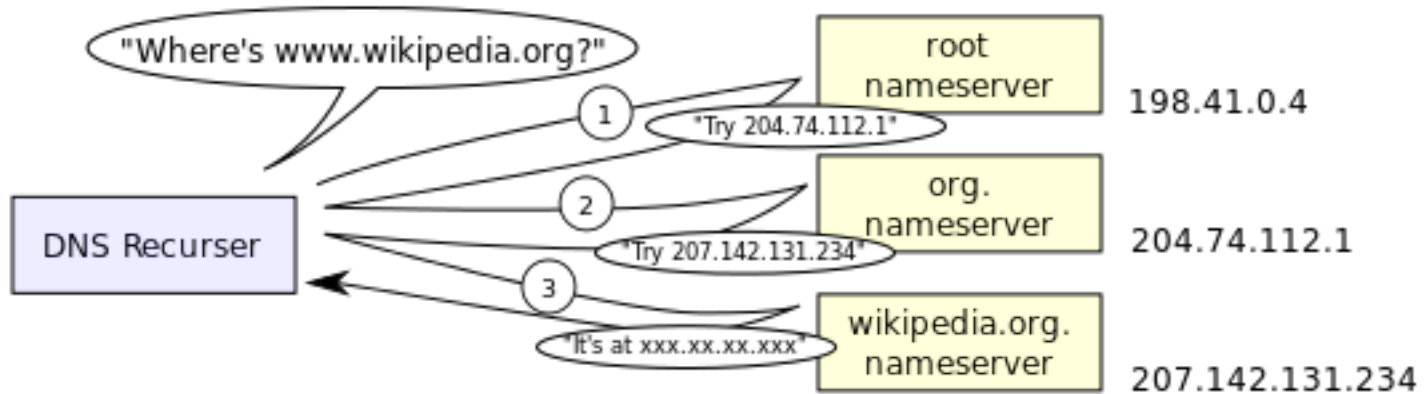 "Where's www.wikipedia.org?"
root
nameserver
198.41.0.4
1
"Try 204.74.112.1"
2
org.
nameserver
204.74.112.1
DNS Recurser
"Try 207.142.131.234"
3
wikipedia.org.
nameserver
207.142.131.234
"It's at xxx.xx.xx.xxx"